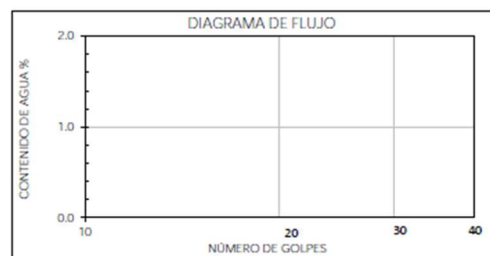 DIAGRAMA DE FLUJO
CONTENIDO DE AGUA %
2.0
1.0
0.0
10 20 30 40
NÚMERO DE GOLPES